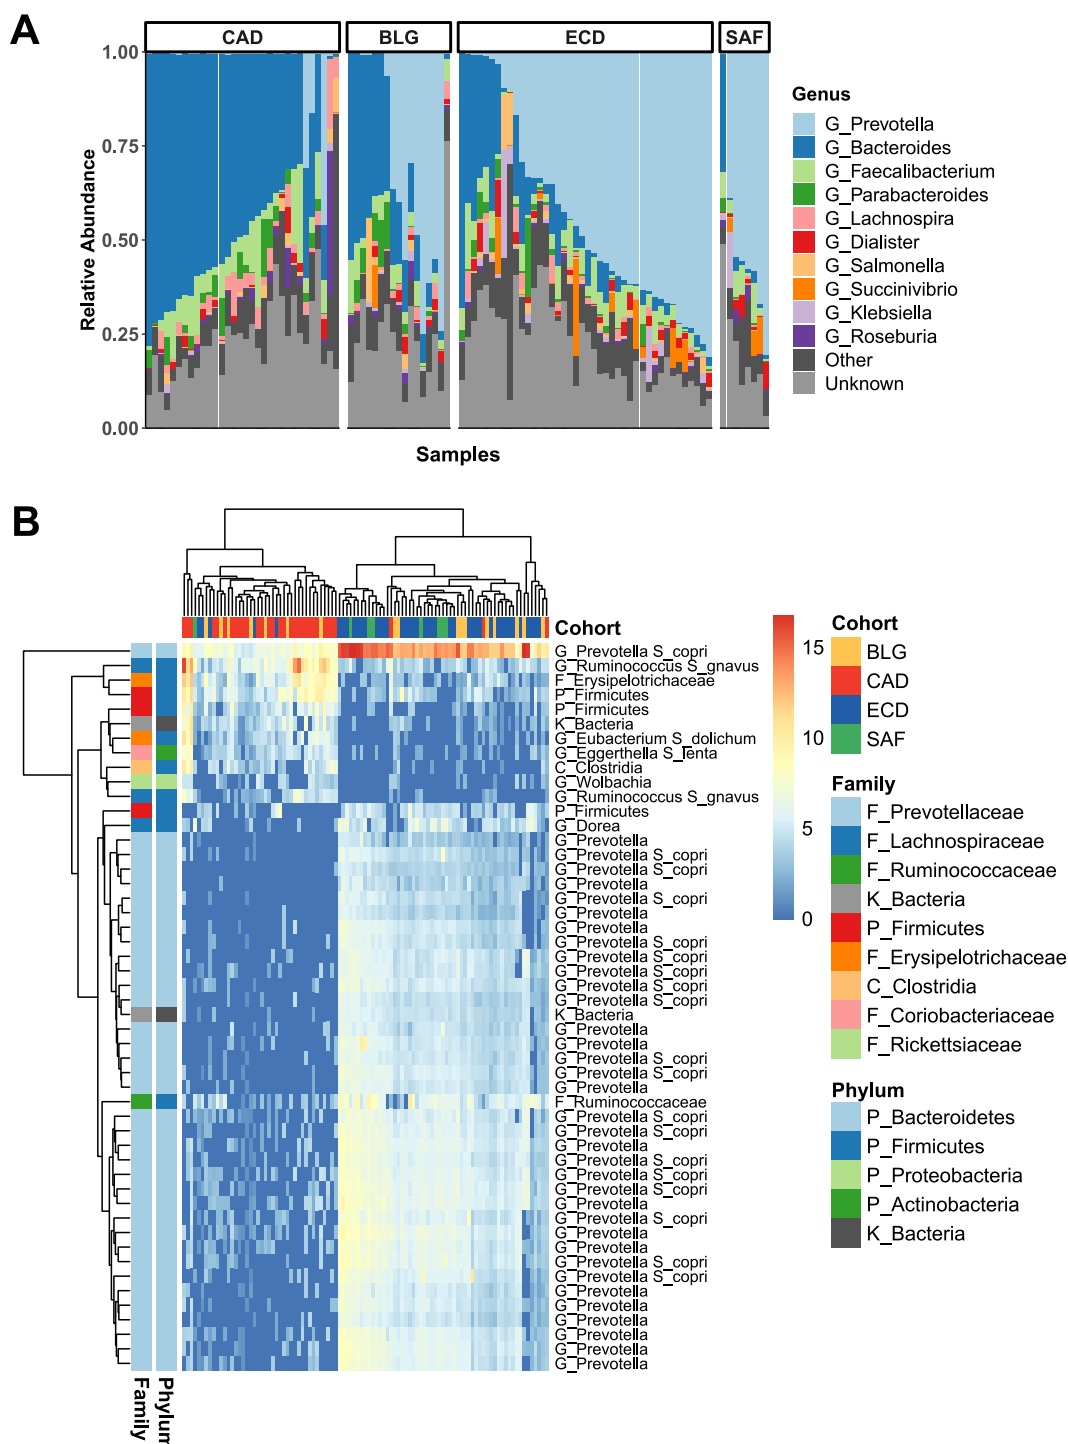 A
CAD
BLG
ECD
SAF
1.00
0.75
0.50
0.25
0.00
Relative Abundance
Samples
Genus
G_Prevotella
G_Bacteroides
G_Faecalibacterium
G_Parabacteroides
G_Lachnospira
G_Dialister
G_Salmonella
G_Succinivibrio
G_Klebsiella
G_Roseburia
Other
Unknown
B
Cohort
G_Prevotella S_copri
G_Ruminococcus S_gnavus
F_Erysipelotrichaceae
P_Firmicutes
P_Firmicutes
K_Bacteria
G_Eubacterium S_dolichum
G_Eggerthella S_lenta
C_Clostridia
G_Wolbachia
G_Ruminococcus S_gnavus
P_Firmicutes
G_Dorea
G_Prevotella
G_Prevotella S_copri
G_Prevotella S_copri
G_Prevotella
G_Prevotella S_copri
G_Prevotella
G_Prevotella
G_Prevotella S_copri
G_Prevotella S_copri
G_Prevotella S_copri
G_Prevotella S_copri
G_Prevotella S_copri
K_Bacteria
G_Prevotella
G_Prevotella
G_Prevotella S_copri
G_Prevotella S_copri
G_Prevotella
F_Ruminococcaceae
G_Prevotella S_copri
G_Prevotella S_copri
G_Prevotella
G_Prevotella S_copri
G_Prevotella S_copri
G_Prevotella S_copri
G_Prevotella
G_Prevotella S_copri
G_Prevotella
G_Prevotella
G_Prevotella S_copri
G_Prevotella S_copri
G_Prevotella
G_Prevotella
G_Prevotella
G_Prevotella
G_Prevotella
G_Prevotella
Family
Phylum
15
10
5
0
Cohort
BLG
CAD
ECD
SAF
Family
F_Prevotellaceae
F_Lachnospiraceae
F_Ruminococcaceae
K_Bacteria
P_Firmicutes
F_Erysipelotrichaceae
C_Clostridia
F_Coriobacteriaceae
F_Rickettsiaceae
Phylum
P_Bacteroidetes
P_Firmicutes
P_Proteobacteria
P_Actinobacteria
K_Bacteria